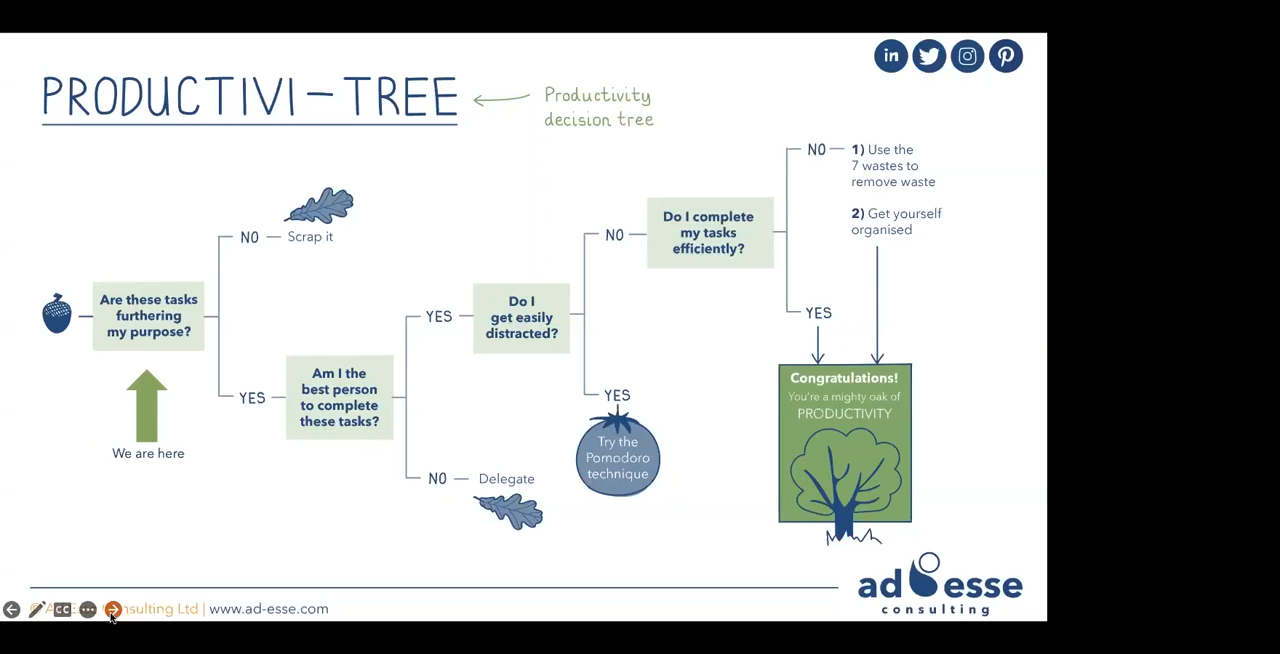 in
PRODUCTIVI-TREE
Productivity
decision tree
NO
1) Use the
7 wastes to
remove waste
2) Get yourself
organised
NO
Scrap it
NO
Do I complete
my tasks
efficiently?
Are these tasks
furthering
my purpose?
YES
Do I
get easily
distracted?
YES
YES
Am I the
best person
to complete
these tasks?
YES
Try the
Pomodoro
technique
Congratulations!
You're a mighty oak of
PRODUCTIVITY
We are here
NO
Delegate
ad esse
consulting
CC
nsulting Ltd | www.ad-esse.com